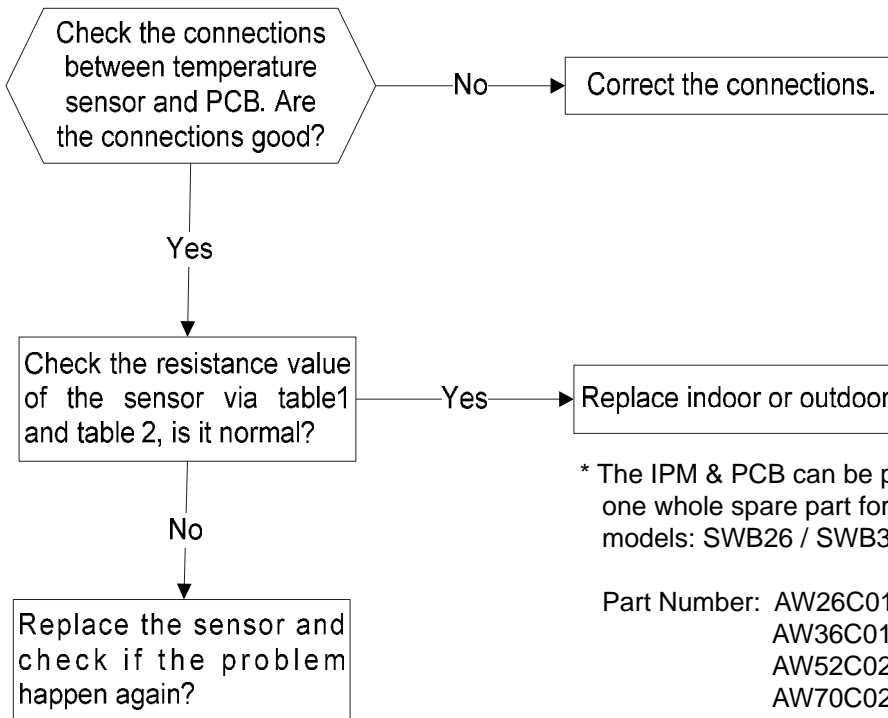 Check the connections
between temperature
sensor and PCB. Are
the connections good?
No
Correct the connections.
Yes
Check the resistance value
of the sensor via table1
and table 2, is it normal?
Yes
Replace indoor or outdoor
* The IPM & PCB can be
one whole spare part for
models: SWB26 /
No
Replace the sensor and
check if the problem
happen again?
Part Number: AW26C01
AW36C01
AW52C02
AW70C02